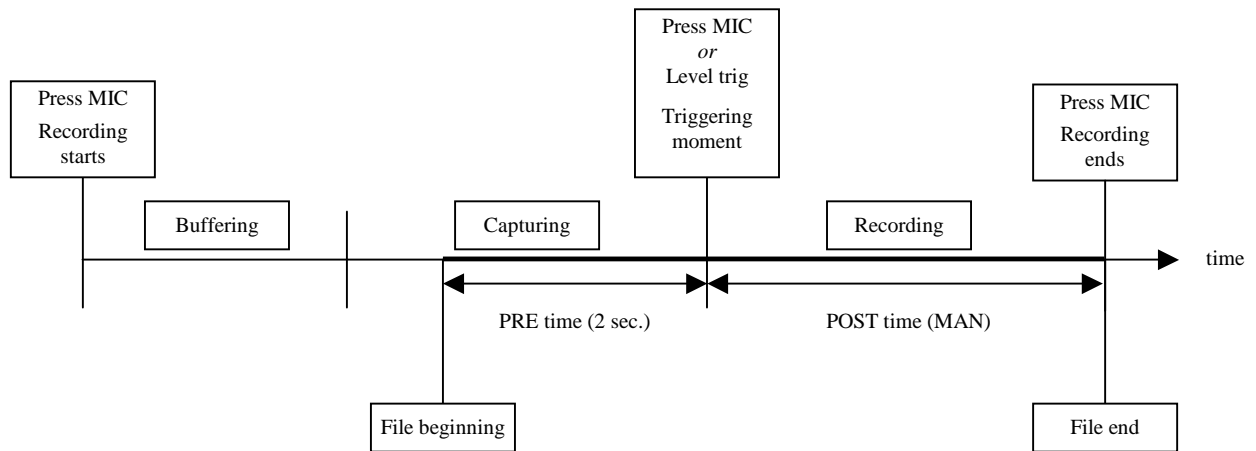 Press MIC
Recording
starts
Press MIC
or
Level trig
Triggering
moment
Press MIC
Recording
ends
Buffering
Capturing
Recording
time
PRE time (2 sec.)
POST time (MAN)
File beginning
File end